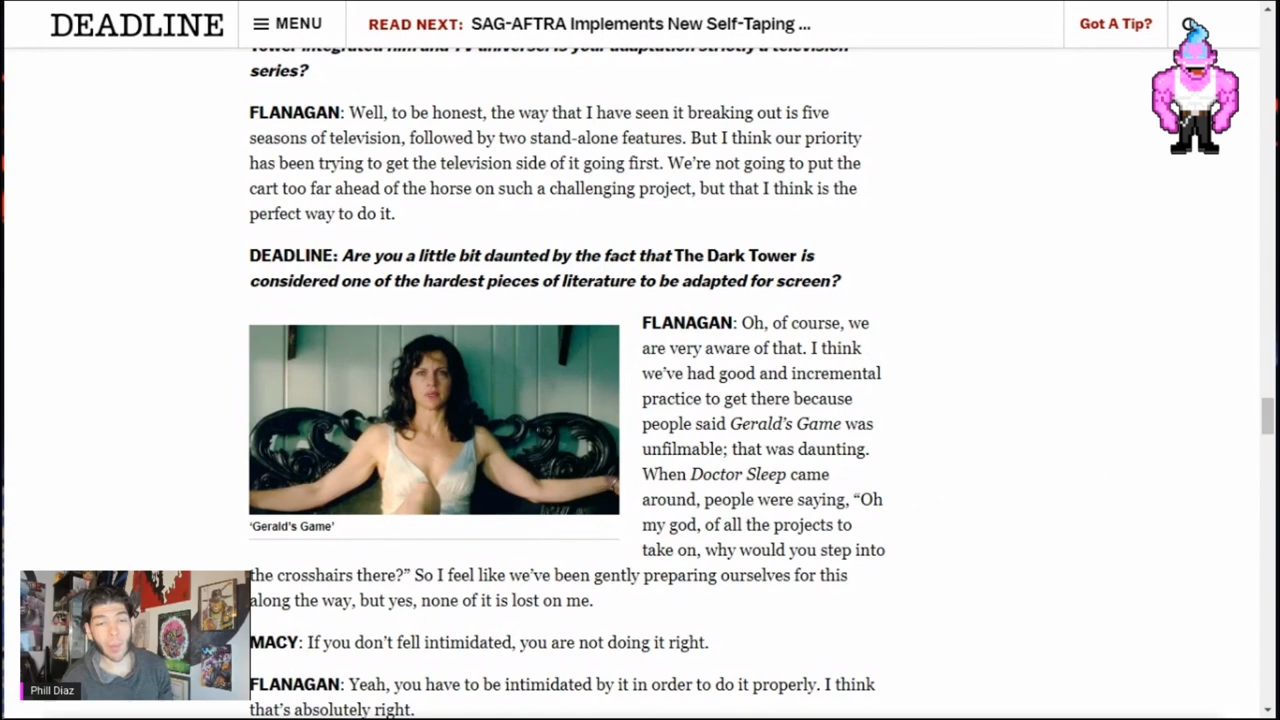 DEADLINE
MENU
READ NEXT: SAG-AFTRA Implements New Self-Taping ...
Got A Tip?
Tower integrated film and TV universe. Is your adaptation strictly a television
series?
FLANAGAN: Well, to be honest, the way that I have seen it breaking out is five
seasons of television, followed by two stand-alone features. But I think our priority
has been trying to get the television side of it going first. We’re not going to put the
cart too far ahead of the horse on such a challenging project, but that I think is the
perfect way to do it.
DEADLINE: Are you a little bit daunted by the fact that The Dark Tower is
considered one of the hardest pieces of literature to be adapted for screen?
FLANAGAN: Oh, of course, we
are very aware of that. I think
we’ve had good and incremental
practice to get there because
people said Gerald’s Game was
unfilmable; that was daunting.
When Doctor Sleep came
around, people were saying, “Oh
my god, of all the projects to
take on, why would you step into
‘Gerald’s Game’
the crosshairs there?” So I feel like we’ve been gently preparing ourselves for this
along the way, but yes, none of it is lost on me.
MACY: If you don’t fell intimidated, you are not doing it right.
FLANAGAN: Yeah, you have to be intimidated by it in order to do it properly. I think
that’s absolutely right.
Phill Diaz